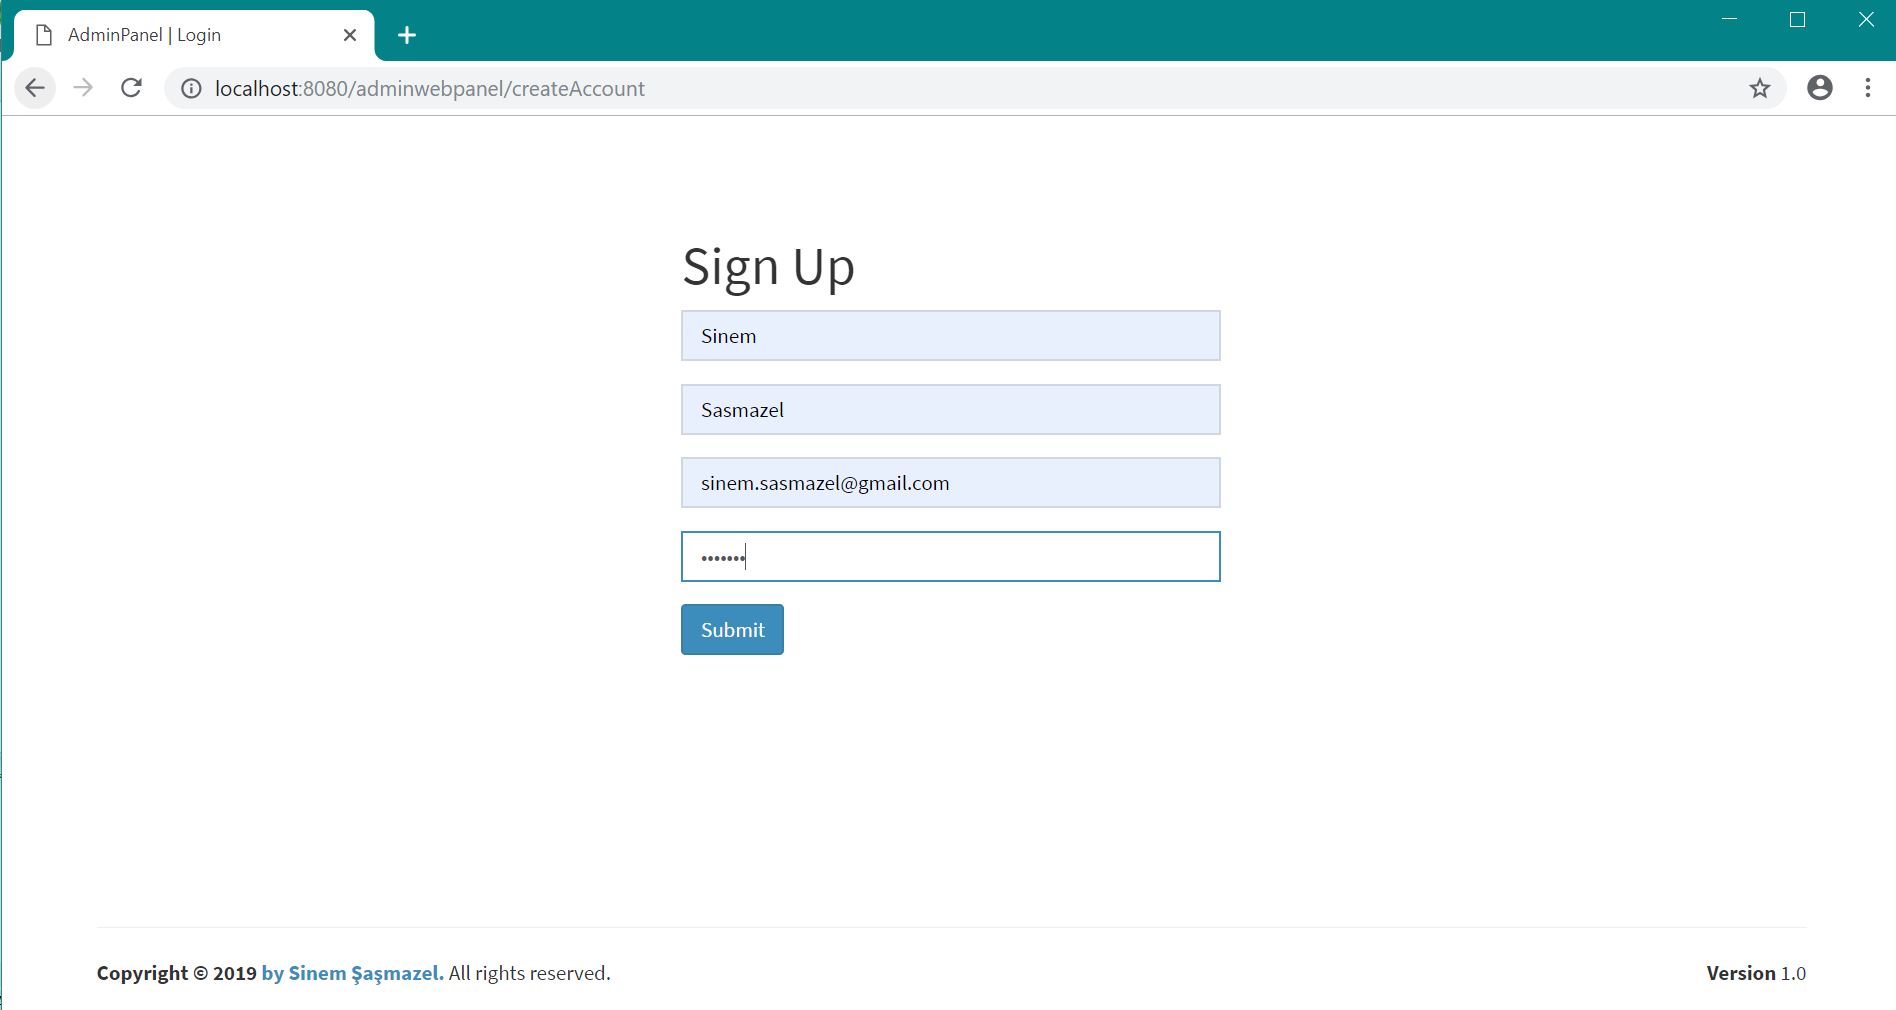 AdminPanel | Login
localhost:8080/adminwebpanel/createAccount
Sign Up
Sinem
Sasmazel
sinem.sasmazel@gmail.com
•••••••
Submit
Copyright © 2019 by Sinem Şaşmazel. All rights reserved.
Version 1.0